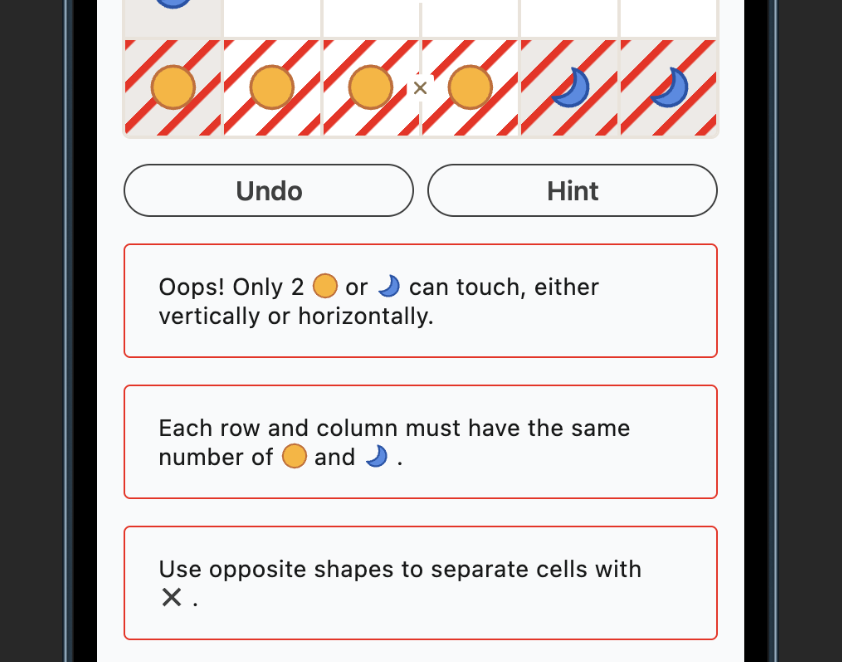 Undo
Hint
Oops! Only 2 or can touch, either
vertically or horizontally.
Each row and column must have the same
number of and .
Use opposite shapes to separate cells with
✕ .